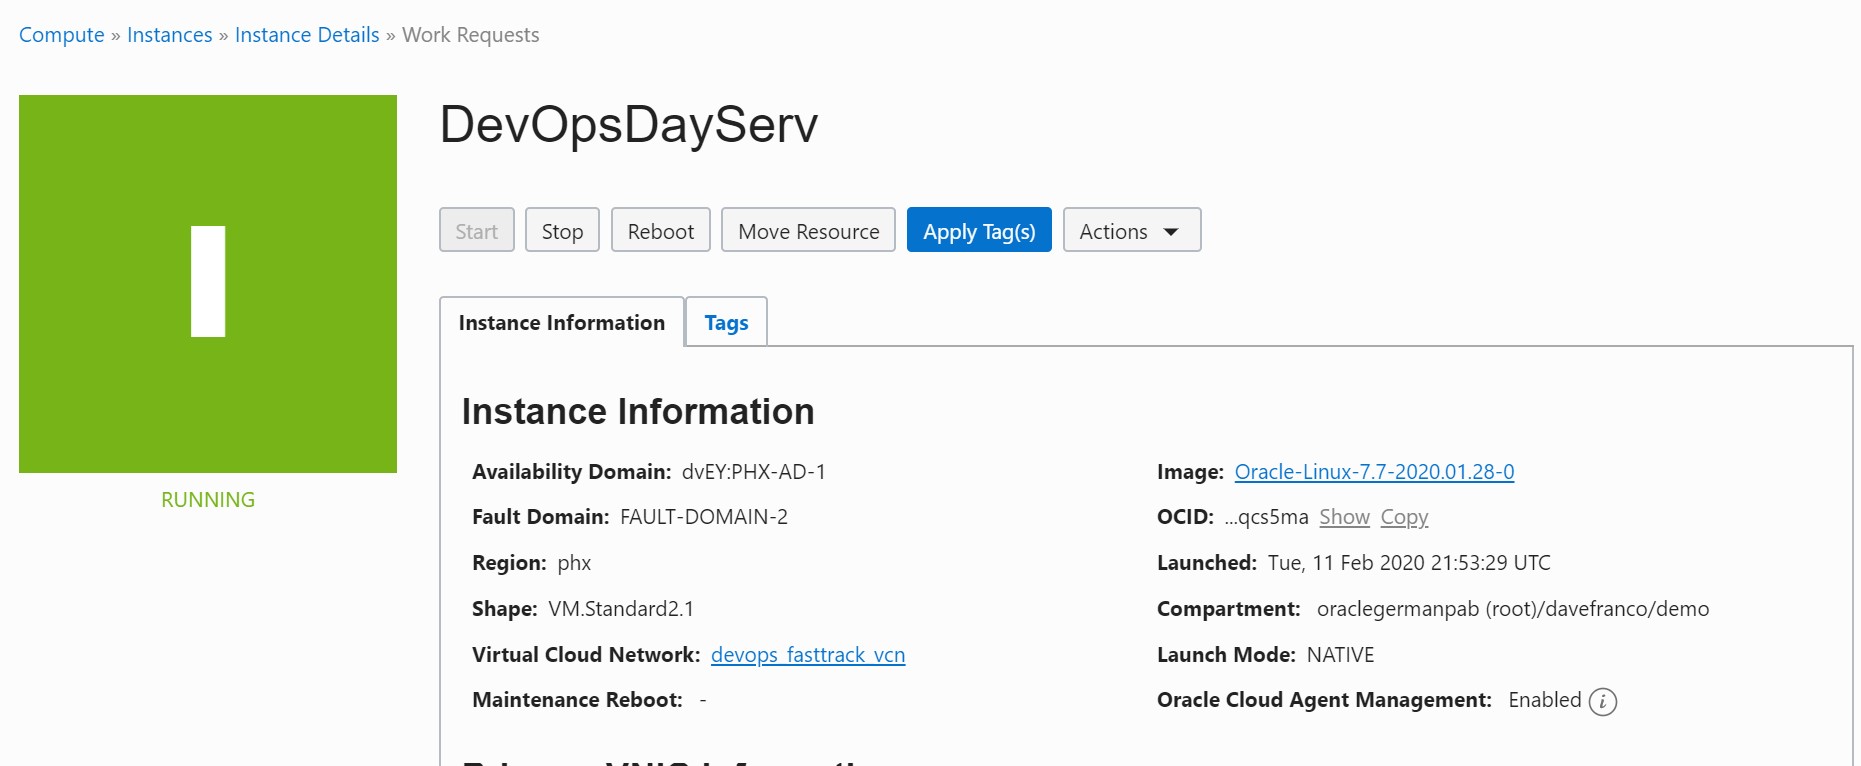 Compute » Instances » Instance Details » Work Requests
I
RUNNING
DevOpsDayServ
Start Stop Reboot Move Resource Apply Tag(s) Actions
Instance Information Tags
Instance Information
Availability Domain: dvEY:PHX-AD-1
Fault Domain: FAULT-DOMAIN-2
Region: phx
Shape: VM.Standard2.1
Virtual Cloud Network: devops_fasttrack_vcn
Maintenance Reboot: -
Image: Oracle-Linux-7.7-2020.01.28-0
OCID: ...qcs5ma Show Copy
Launched: Tue, 11 Feb 2020 21:53:29 UTC
Compartment: oraclegermanpab (root)/davefranco/demo
Launch Mode: NATIVE
Oracle Cloud Agent Management: Enabled i